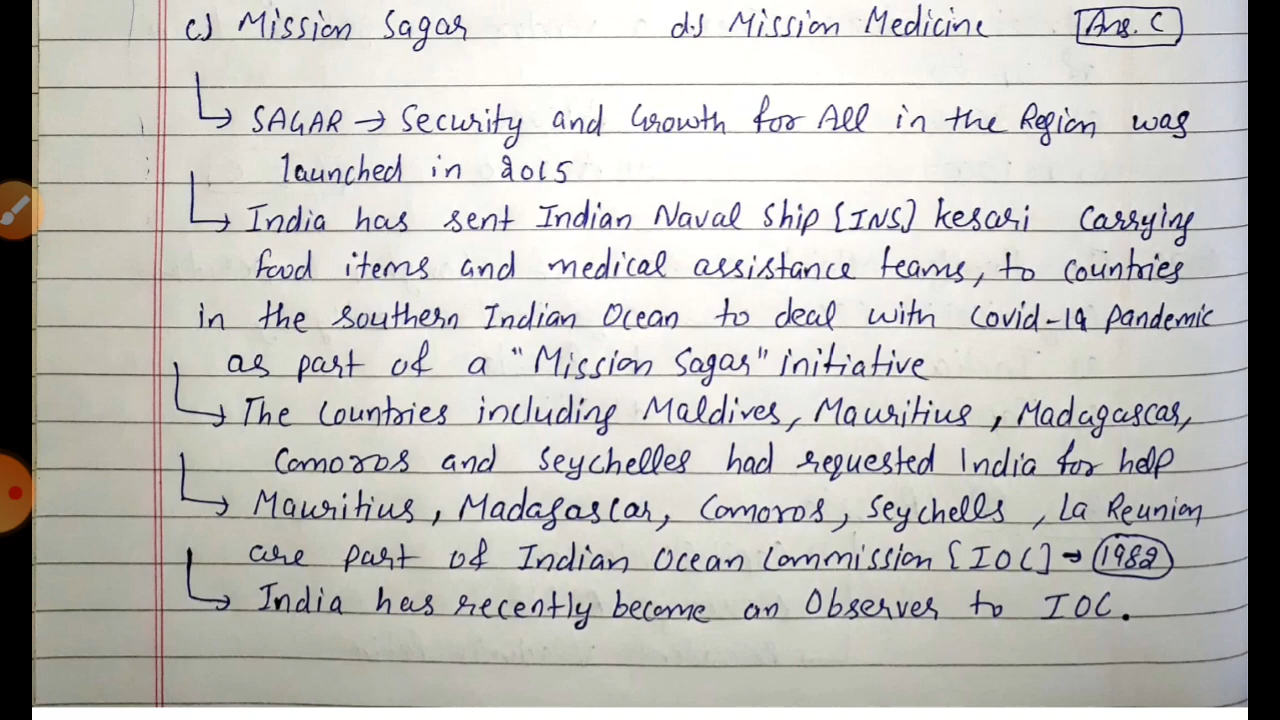 c) Mission Sagar d.) Mission Medicine Ans. C
SAGAR → Security and Growth for All in the Region was
launched in 2015
India has sent Indian Naval Ship [INS] Kesari carrying
food items and medical assistance teams, to countries
in the southern Indian Ocean to deal with Covid-19 Pandemic
as part of a "Mission Sagar" initiative
The Countries including Maldives, Mauritius, Madagascar,
Comoros and Seychelles had requested India for help
Mauritius, Madagascar, Comoros, Seychells, La Reunion
are part of Indian Ocean Commission [IOC] → 1982
India has recently become an Observer to IOC.